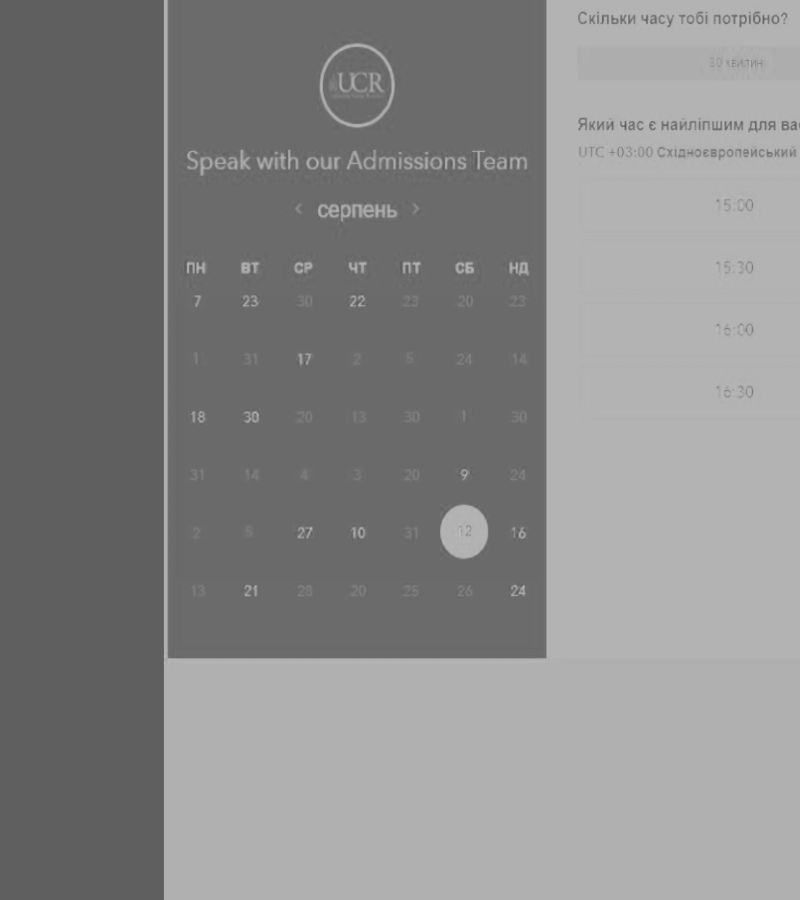 UCR
Speak with our Admissions Team
‹ серпень ›
ПН ВТ СР ЧТ ПТ СБ НД
7 23 30 22 23 20 23
1 31 17 2 5 24 14
18 30 20 13 30 1 30
31 14 4 3 20 9 24
2 5 27 10 31 12 16
13 21 28 20 25 26 24
Скільки часу тобі потрібно?
30 хвилин
Який час є найліпшим для ва
UTC +03:00 Східноєвропейський
15:00
15:30
16:00
16:30